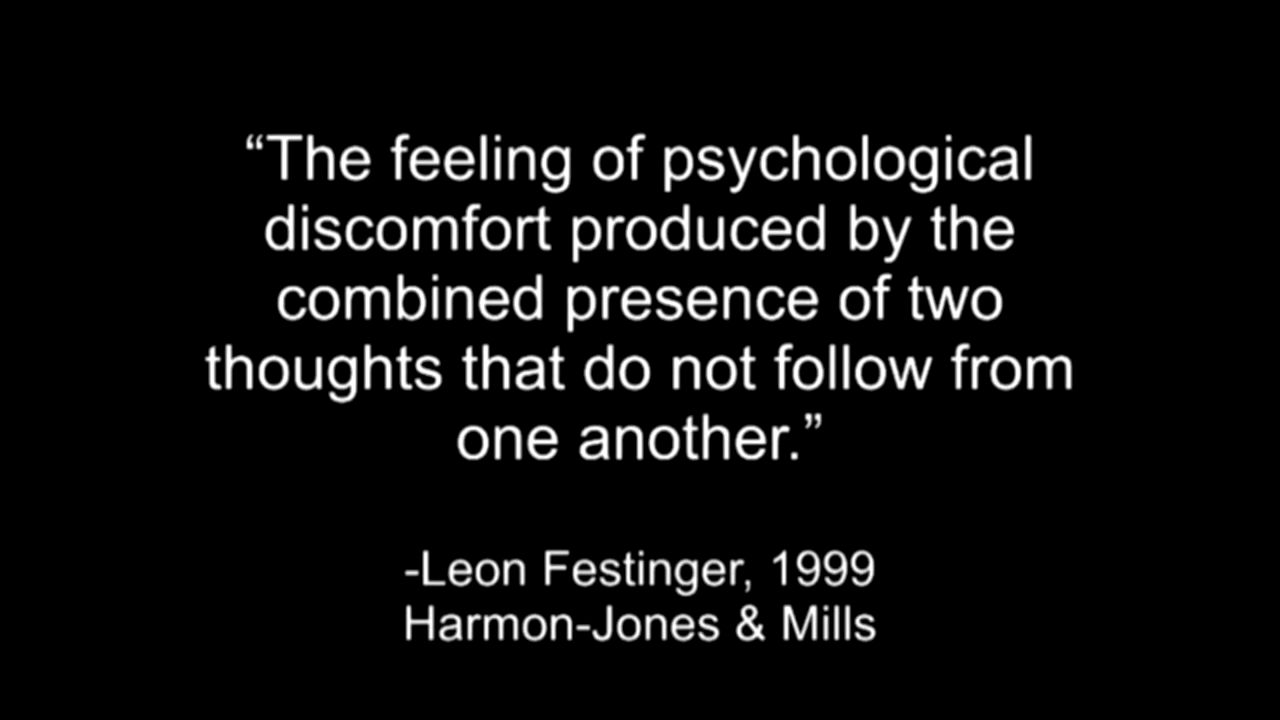 “The feeling of psychological
discomfort produced by the
combined presence of two
thoughts that do not follow from
one another.”
-Leon Festinger, 1999
Harmon-Jones & Mills